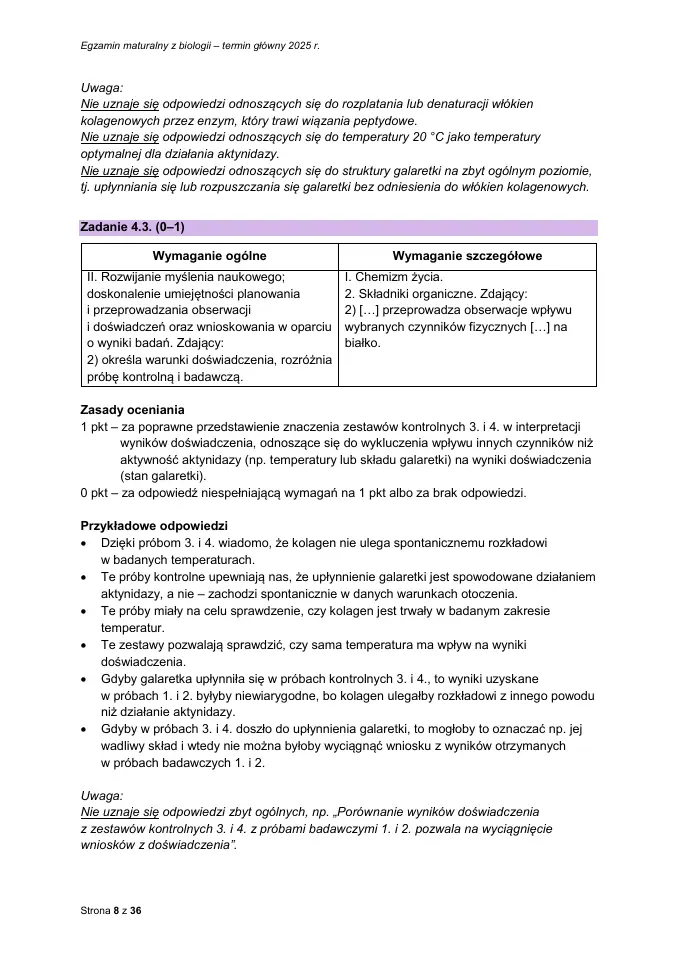 Egzamin maturalny z biologii – termin główny 2025 r.
Uwaga:
Nie uznaje się odpowiedzi odnoszących się do rozplatania lub denaturacji włókien
kolagenowych przez enzym, który trawi wiązania peptydowe.
Nie uznaje się odpowiedzi odnoszących się do temperatury 20 °C jako temperatury
optymalnej dla działania aktynidazy.
Nie uznaje się odpowiedzi odnoszących się do struktury galaretki na zbyt ogólnym poziomie,
tj. upłynniania się lub rozpuszczania się galaretki bez odniesienia do włókien kolagenowych.
Zadanie 4.3. (0–1)
Wymaganie ogólne
II. Rozwijanie myślenia naukowego;
doskonalenie umiejętności planowania
i przeprowadzania obserwacji
i doświadczeń oraz wnioskowania w oparciu
o wyniki badań. Zdający:
2) określa warunki doświadczenia, rozróżnia
próbę kontrolną i badawczą.
Wymaganie szczegółowe
I. Chemizm życia.
2. Składniki organiczne. Zdający:
2) […] przeprowadza obserwacje wpływu
wybranych czynników fizycznych […] na
białko.
Zasady oceniania
1 pkt – za poprawne przedstawienie znaczenia zestawów kontrolnych 3. i 4. w interpretacji
wyników doświadczenia, odnoszące się do wykluczenia wpływu innych czynników niż
aktywność aktynidazy (np. temperatury lub składu galaretki) na wyniki doświadczenia
(stan galaretki).
0 pkt – za odpowiedź niespełniającą wymagań na 1 pkt albo za brak odpowiedzi.
Przykładowe odpowiedzi
• Dzięki próbom 3. i 4. wiadomo, że kolagen nie ulega spontanicznemu rozkładowi
w badanych temperaturach.
• Te próby kontrolne upewniają nas, że upłynnienie galaretki jest spowodowane działaniem
aktynidazy, a nie – zachodzi spontanicznie w danych warunkach otoczenia.
• Te próby miały na celu sprawdzenie, czy kolagen jest trwały w badanym zakresie
temperatur.
• Te zestawy pozwalają sprawdzić, czy sama temperatura ma wpływ na wyniki
doświadczenia.
• Gdyby galaretka upłynniła się w próbach kontrolnych 3. i 4., to wyniki uzyskane
w próbach 1. i 2. byłyby niewiarygodne, bo kolagen ulegałby rozkładowi z innego powodu
niż działanie aktynidazy.
• Gdyby w próbach 3. i 4. doszło do upłynnienia galaretki, to mogłoby to oznaczać np. jej
wadliwy skład i wtedy nie można byłoby wyciągnąć wniosku z wyników otrzymanych
w próbach badawczych 1. i 2.
Uwaga:
Nie uznaje się odpowiedzi zbyt ogólnych, np. „Porównanie wyników doświadczenia
z zestawów kontrolnych 3. i 4. z próbami badawczymi 1. i 2. pozwala na wyciągnięcie
wniosków z doświadczenia”.
Strona 8 z 36